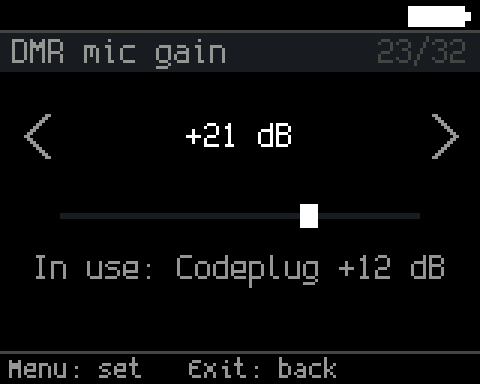 DMR mic gain 23/32
< +21 dB >
In use: Codeplug +12 dB
Menu: set Exit: back